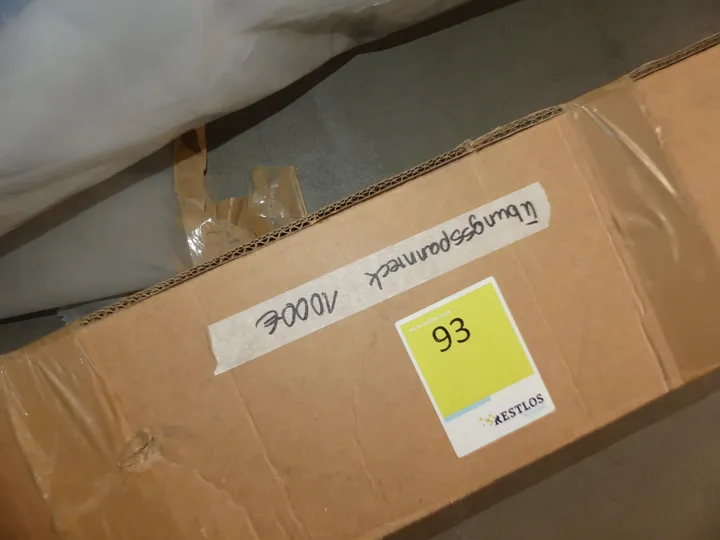 Übungsspannreck 1000€
93
RESTLOS